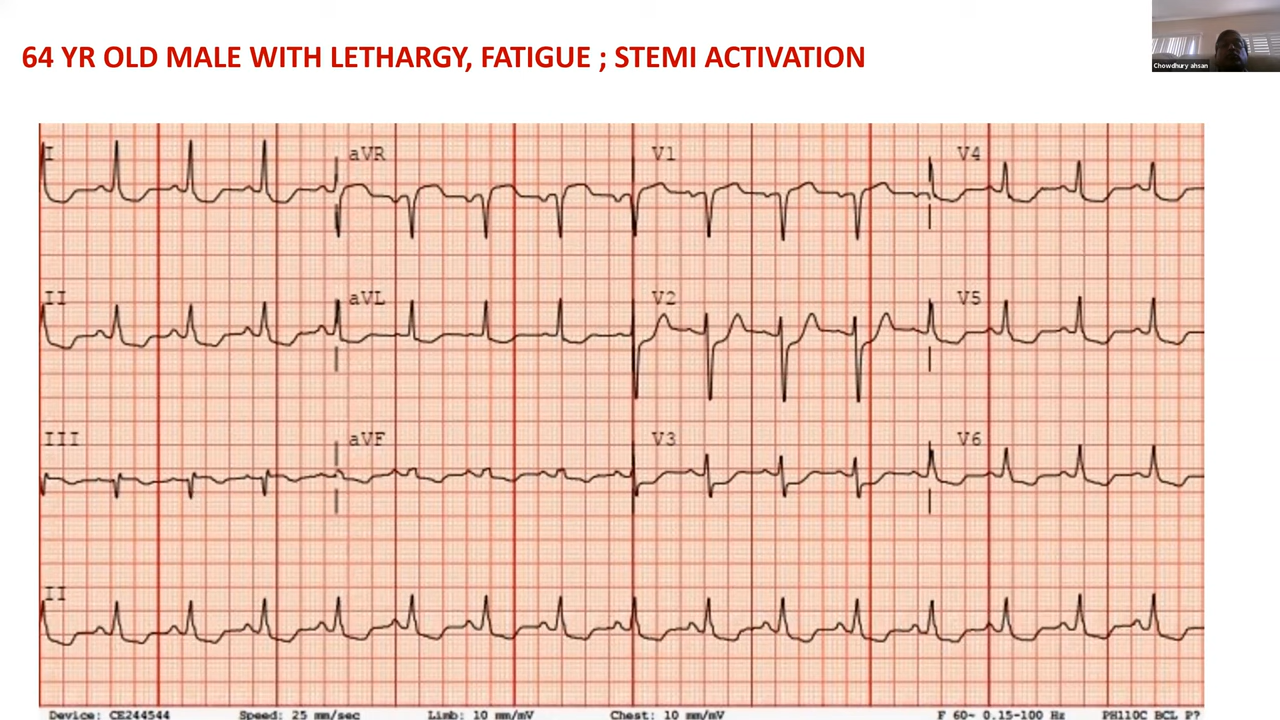 64 YR OLD MALE WITH LETHARGY, FATIGUE ; STEMI ACTIVATION
Chowdhury ahsan
I aVR V1 V4
II aVL V2 V5
III aVF V3 V6
II
Device: CE244544 Speed: 25 mm/sec Limb: 10 mm/mV Chest: 10 mm/mV F 60~ 0.15-100 Hz PH110C BCL P?